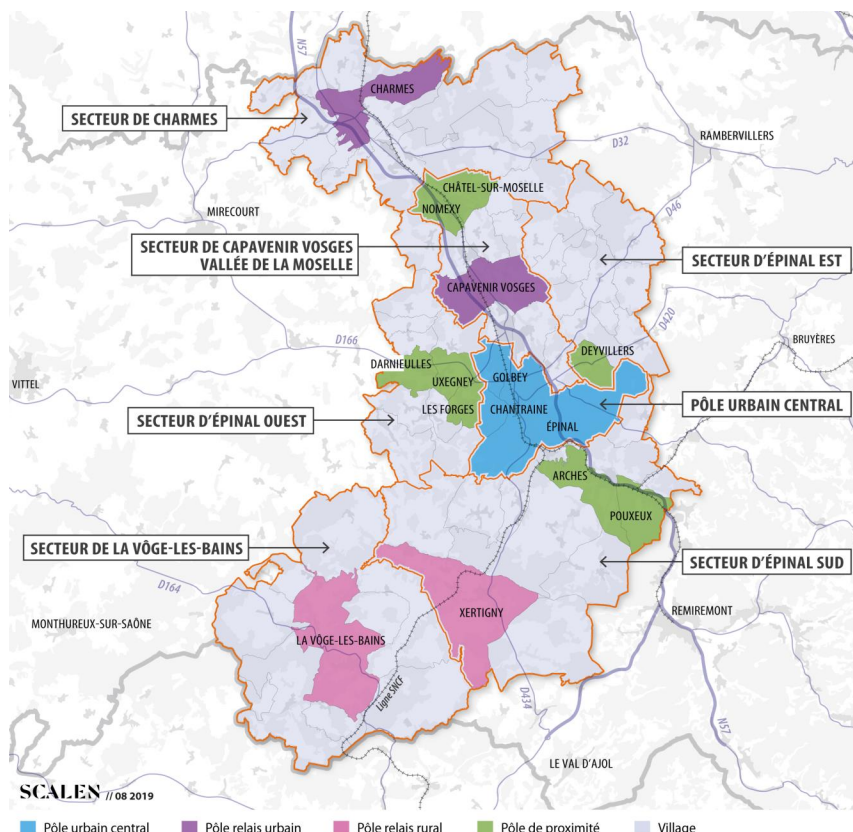 N57
CHARMES
SECTEUR DE CHARMES
D32
RAMBERVILLERS
CHÂTEL-SUR-MOSELLE
NOMEXY
MIRECOURT
D46
SECTEUR DE CAPAVENIR VOSGES
VALLÉE DE LA MOSELLE
SECTEUR D'ÉPINAL EST
CAPAVENIR VOSGES
D420
BRUYÈRES
D166
DEYVILLERS
DARNIEULLES
GOLBEY
UXEGNEY
VITTEL
PÔLE URBAIN CENTRAL
LES FORGES
CHANTRAINE
SECTEUR D'ÉPINAL OUEST
ÉPINAL
ARCHES
POUXEUX
SECTEUR DE LA VÔGE-LES-BAINS
SECTEUR D'ÉPINAL SUD
D164
XERTIGNY
REMIREMONT
MONTHUREUX-SUR-SAÔNE
LA VÔGE-LES-BAINS
Ligne SNCF
D434
N57
LE VAL D'AJOL
SCALEN // 08 2019
Pôle urbain central
Pôle relais urbain
Pôle relais rural
Pôle de proximité
Village